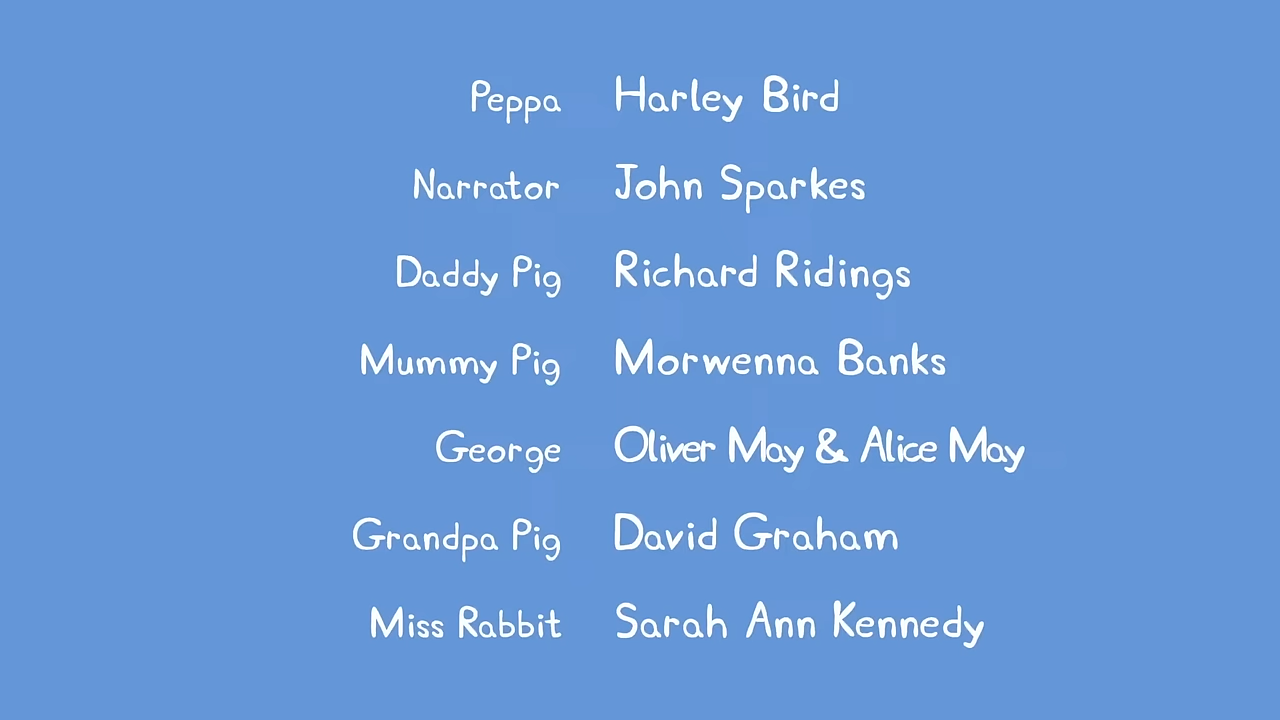 Peppa Harley Bird
Narrator John Sparkes
Daddy Pig Richard Ridings
Mummy Pig Morwenna Banks
George Oliver May & Alice May
Grandpa Pig David Graham
Miss Rabbit Sarah Ann Kennedy